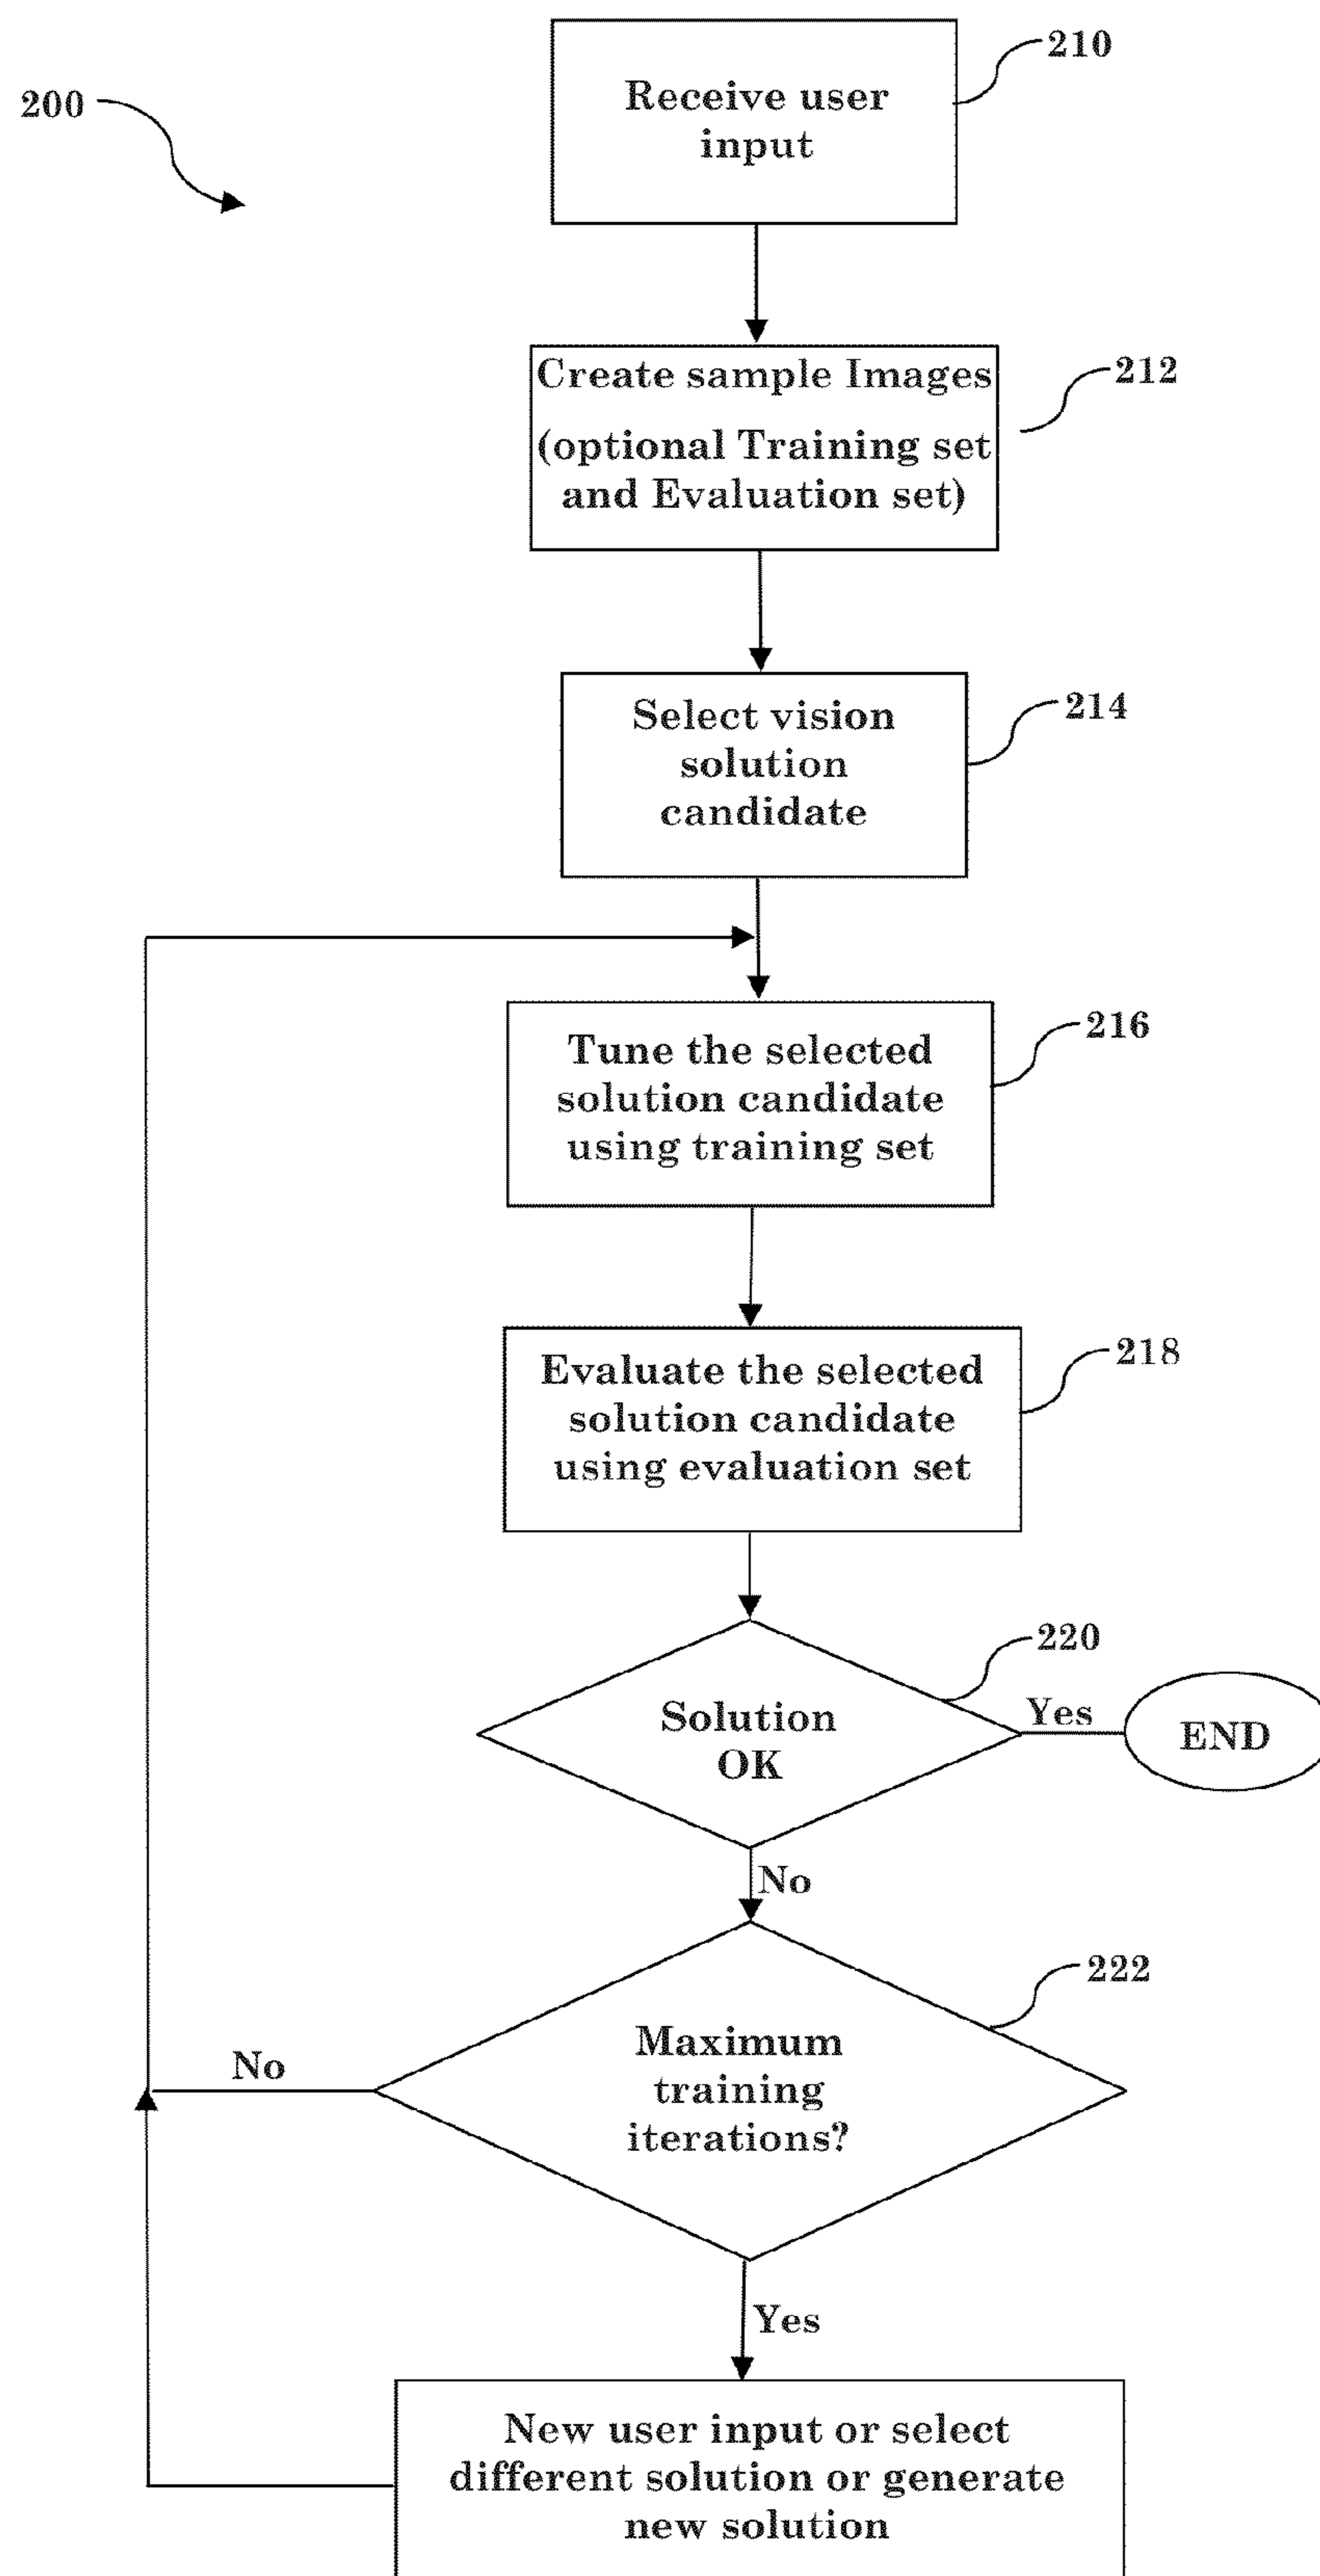 200
210
Receive user
input
Create sample Images
(optional Training set
and Evaluation set)
212
Select vision
solution
candidate
214
Tune the selected
solution candidate
using training set
216
Evaluate the selected
solution candidate
using evaluation set
218
220
Solution
OK
Yes
END
No
222
Maximum
training
iterations?
No
Yes
New user input or select
different solution or generate
new solution